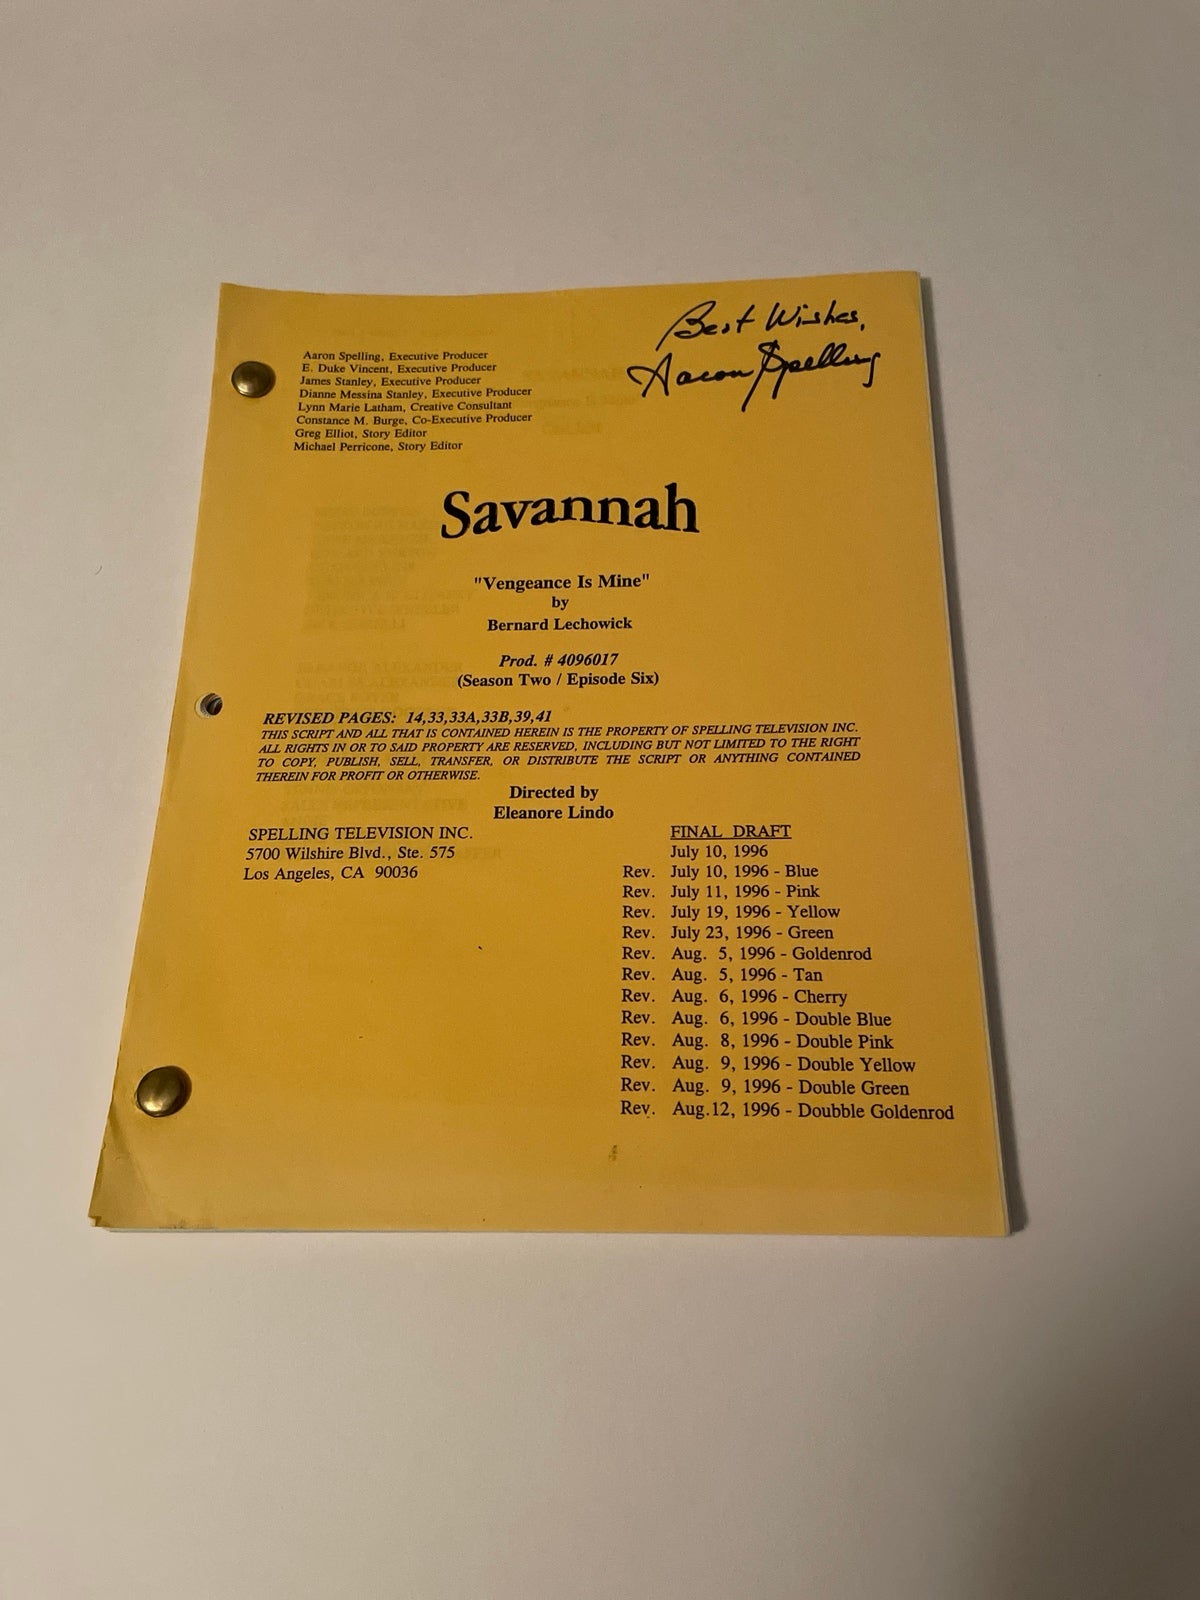 Best Wishes,
Aaron Spelling
Aaron Spelling, Executive Producer
E. Duke Vincent, Executive Producer
James Stanley, Executive Producer
Dianne Messina Stanley, Executive Producer
Lynn Marie Latham, Creative Consultant
Constance M. Burge, Co-Executive Producer
Greg Elliot, Story Editor
Michael Perricone, Story Editor
Savannah
"Vengeance Is Mine"
by
Bernard Lechowick
Prod. # 4096017
(Season Two / Episode Six)
REVISED PAGES: 14,33,33A,33B,39,41
THIS SCRIPT AND ALL THAT IS CONTAINED HEREIN IS THE PROPERTY OF SPELLING TELEVISION INC.
ALL RIGHTS IN OR TO SAID PROPERTY ARE RESERVED, INCLUDING BUT NOT LIMITED TO THE RIGHT
TO COPY, PUBLISH, SELL, TRANSFER, OR DISTRIBUTE THE SCRIPT OR ANYTHING CONTAINED
THEREIN FOR PROFIT OR OTHERWISE.
Directed by
Eleanore Lindo
SPELLING TELEVISION INC.
5700 Wilshire Blvd., Ste. 575
Los Angeles, CA 90036
FINAL DRAFT
July 10, 1996
Rev. July 10, 1996 - Blue
Rev. July 11, 1996 - Pink
Rev. July 19, 1996 - Yellow
Rev. July 23, 1996 - Green
Rev. Aug. 5, 1996 - Goldenrod
Rev. Aug. 5, 1996 - Tan
Rev. Aug. 6, 1996 - Cherry
Rev. Aug. 6, 1996 - Double Blue
Rev. Aug. 8, 1996 - Double Pink
Rev. Aug. 9, 1996 - Double Yellow
Rev. Aug. 9, 1996 - Double Green
Rev. Aug.12, 1996 - Doubble Goldenrod